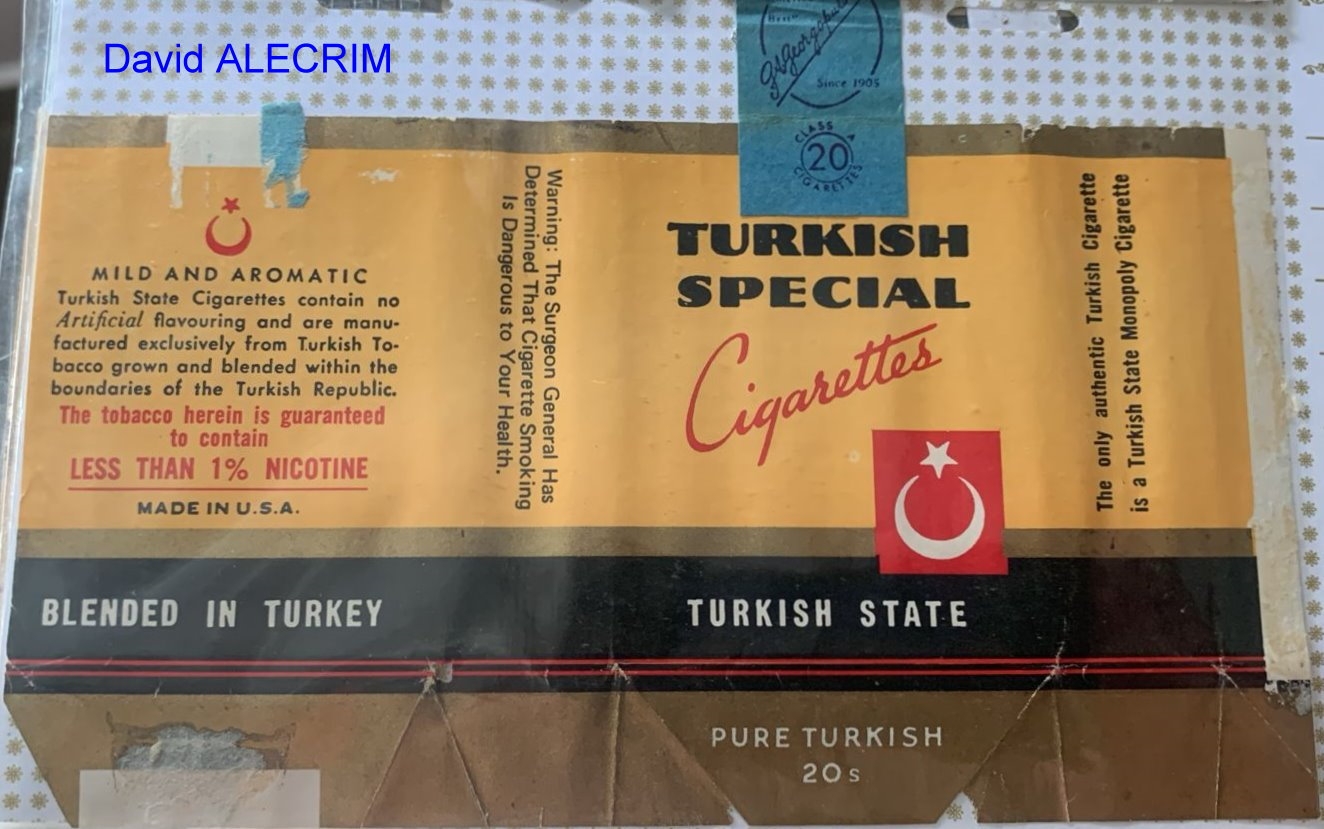 David ALECRIM
Since 1905
CLASS A
20
CIGARETTES
MILD AND AROMATIC
Turkish State Cigarettes contain no
Artificial flavouring and are manu-
factured exclusively from Turkish To-
bacco grown and blended within the
boundaries of the Turkish Republic.
The tobacco herein is guaranteed
to contain
LESS THAN 1% NICOTINE
MADE IN U.S.A.
BLENDED IN TURKEY
Warning: The Surgeon General Has
Determined That Cigarette Smoking
Is Dangerous to Your Health.
TURKISH
SPECIAL
Cigarettes
TURKISH STATE
PURE TURKISH
20s
The only authentic Turkish Cigarette
is a Turkish State Monopoly Cigarette